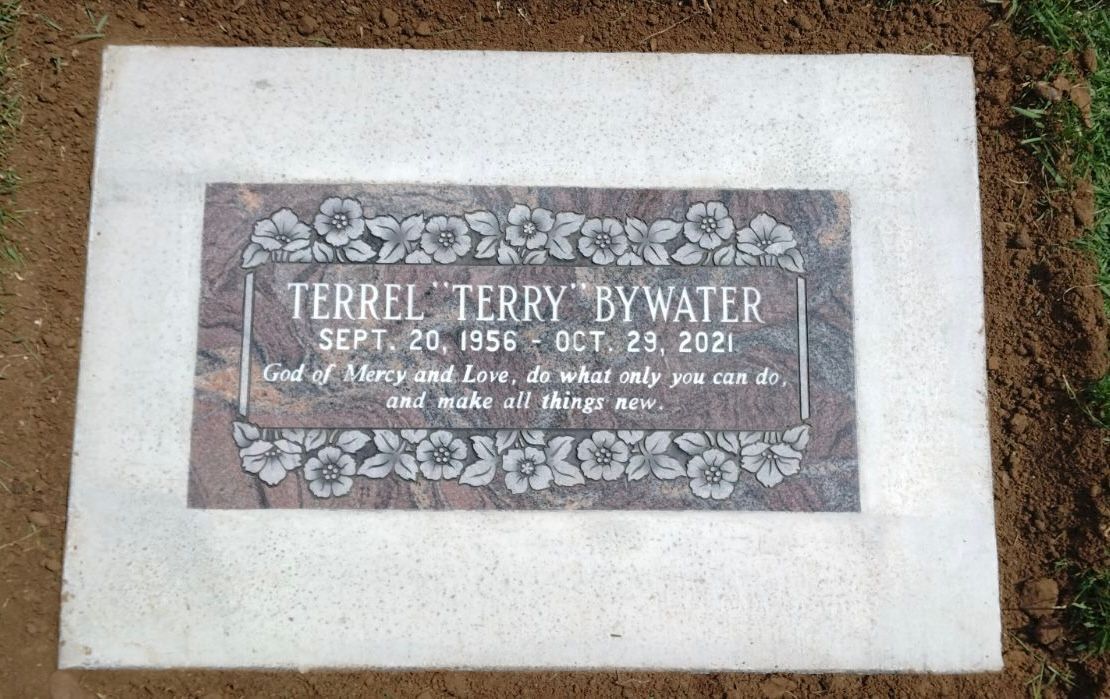 TERREL "TERRY" BYWATER
SEPT. 20, 1956 - OCT. 29, 2021
God of Mercy and Love, do what only you can do,
and make all things new.